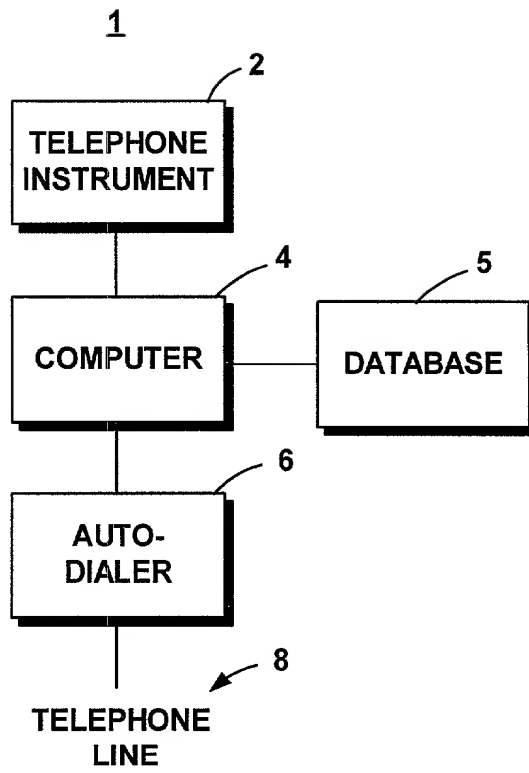 1
2
TELEPHONE
INSTRUMENT
4
COMPUTER
5
DATABASE
6
AUTO-
DIALER
8
TELEPHONE
LINE